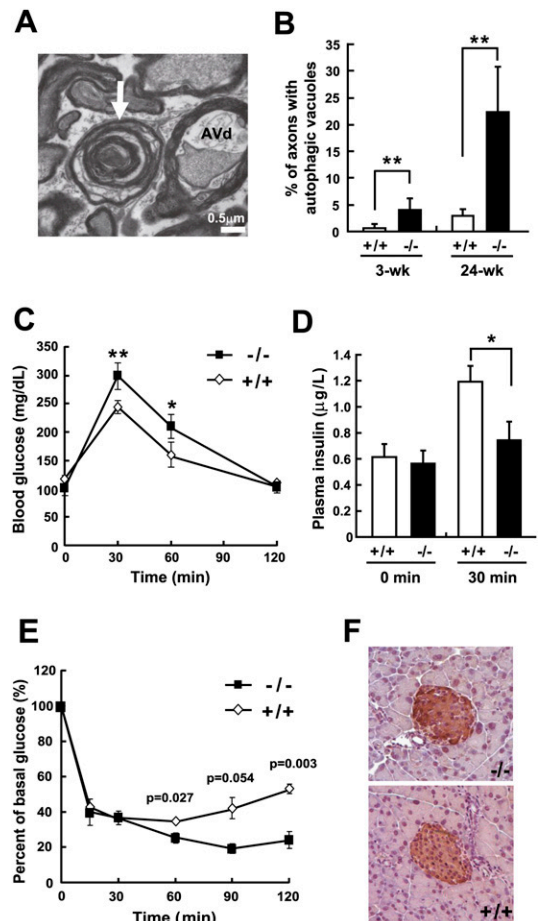 A
AVd
0.5μm
B
% of axons with
autophagic vacuoles
35
30
25
20
15
10
5
0
**
**
+/+ -/- +/+ -/-
3-wk 24-wk
C
Blood glucose (mg/dL)
350
300
250
200
150
100
50
0
**
*
-/-
+/+
0 30 60 90 120
Time (min)
D
Plasma insulin (μg/L)
1.4
1.2
1.0
0.8
0.6
0.4
0.2
0
*
+/+ -/- +/+ -/-
0 min 30 min
E
Percent of basal glucose (%)
120
100
80
60
40
20
0
-/-
+/+
p=0.027
p=0.054
p=0.003
0 30 60 90 120
Time (min)
F
-/-
+/+